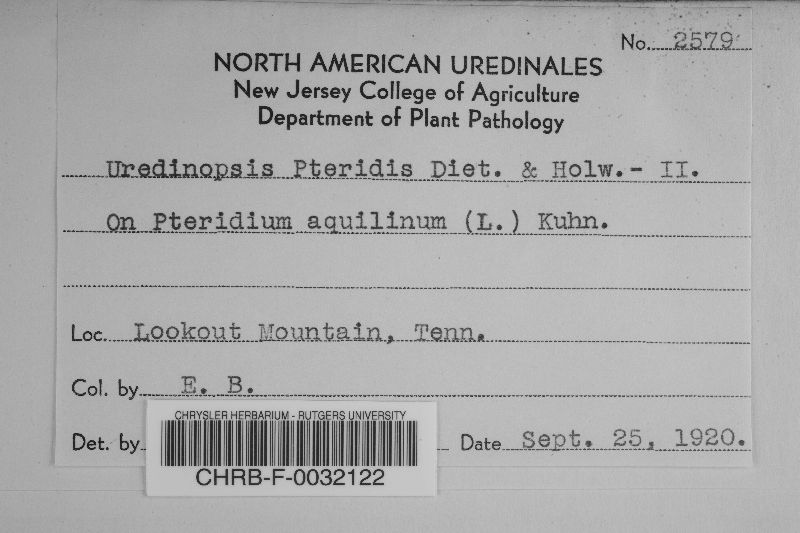 No. 2579
NORTH AMERICAN UREDINALES
New Jersey College of Agriculture
Department of Plant Pathology
Uredinopsis Pteridis Diet. & Holw.- II.
On Pteridium aquilinum (L.) Kuhn.
Loc. Lookout Mountain, Tenn.
Col. by E. B.
Det. by Date Sept. 25, 1920.
CHRYSLER HERBARIUM - RUTGERS UNIVERSITY
CHRB-F-0032122